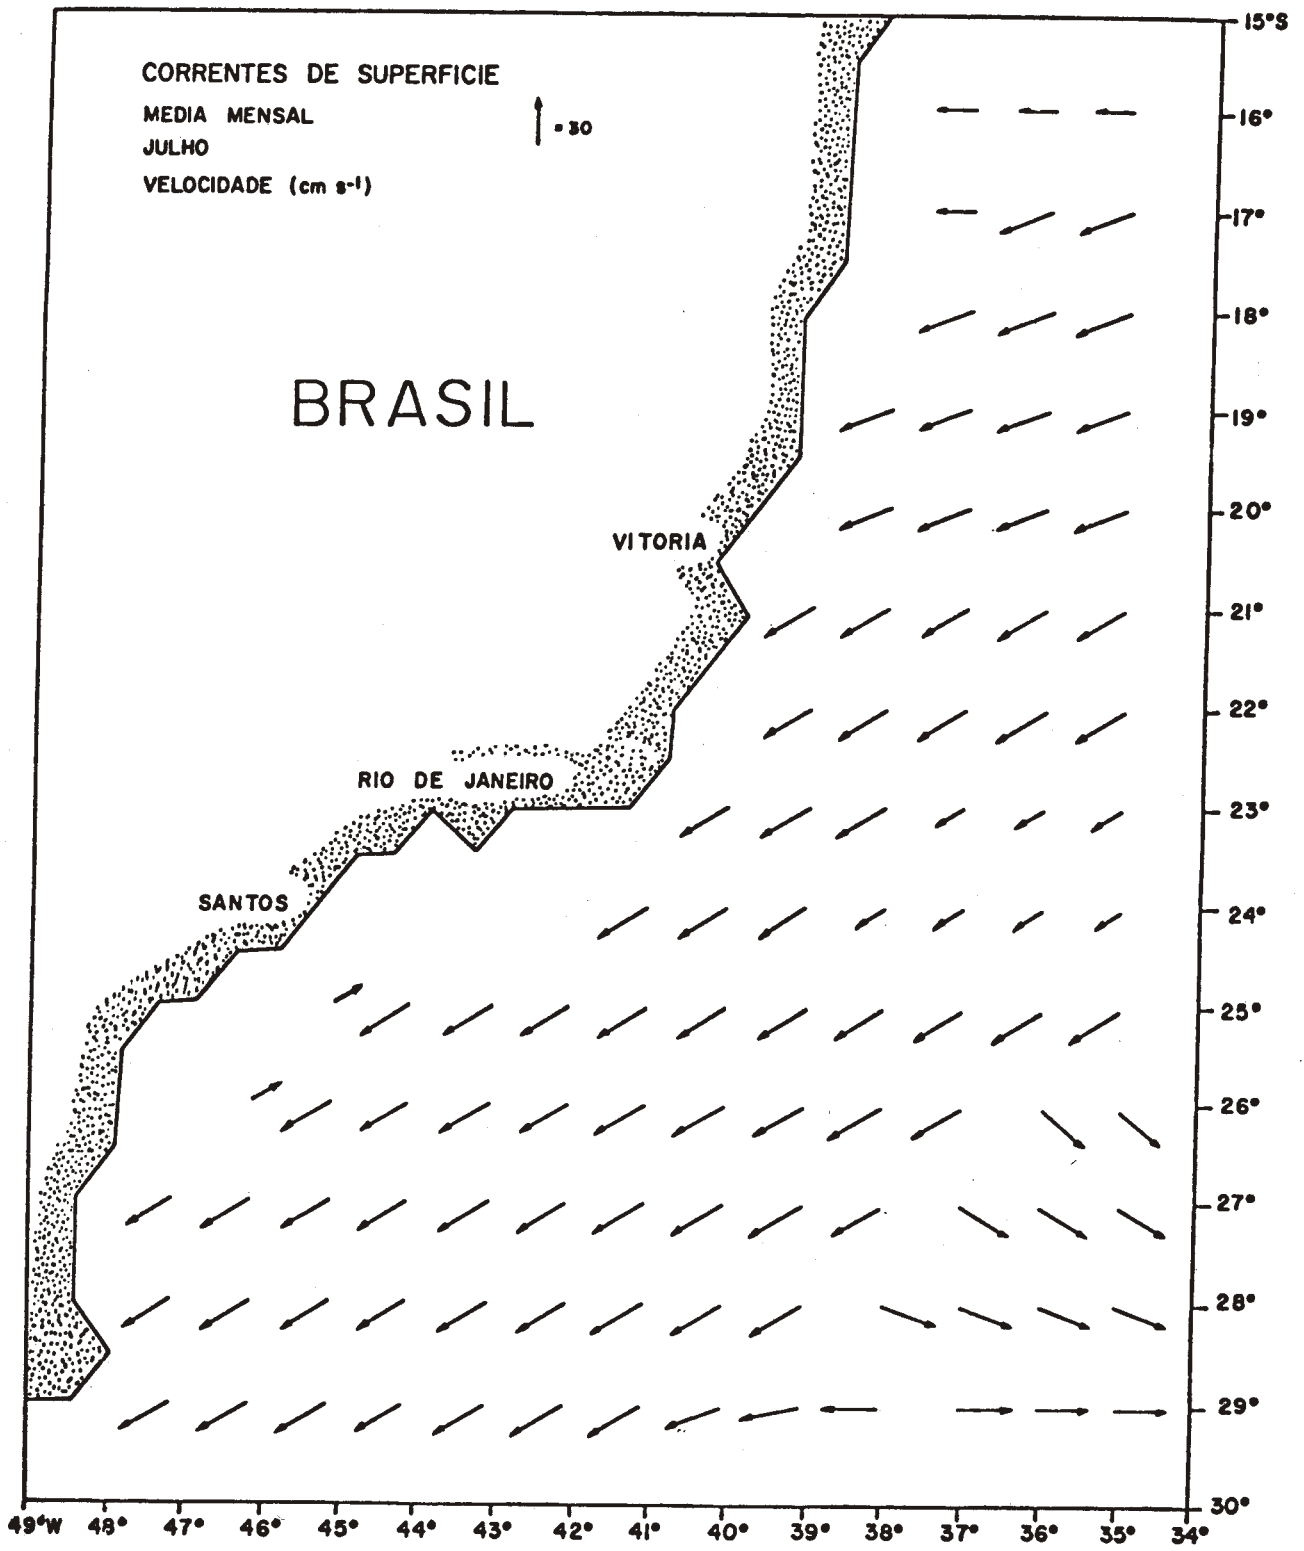 CORRENTES DE SUPERFICIE
MEDIA MENSAL
= 30
JULHO
VELOCIDADE (cm s-1)
BRASIL
VITORIA
RIO DE JANEIRO
SANTOS
15°S
16°
17°
18°
19°
20°
21°
22°
23°
24°
25°
26°
27°
28°
29°
30°
49°W 48° 47° 46° 45° 44° 43° 42° 41° 40° 39° 38° 37° 36° 35° 34°